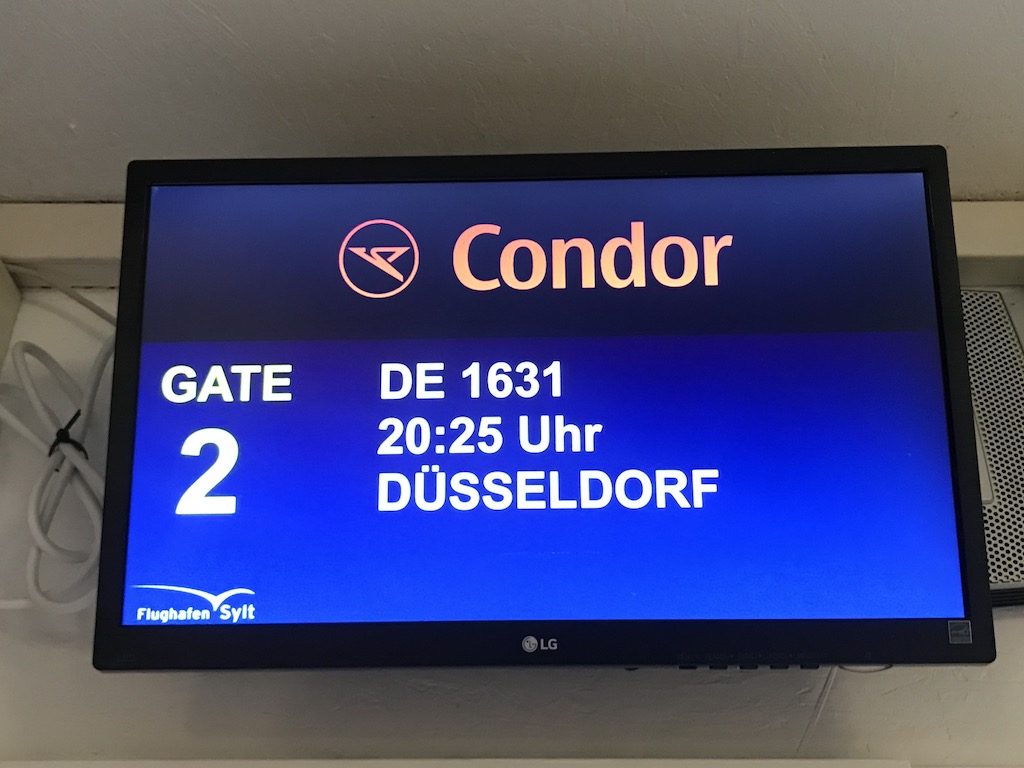 Condor
GATE
2
DE 1631
20:25 Uhr
DÜSSELDORF
Flughafen Sylt
LG